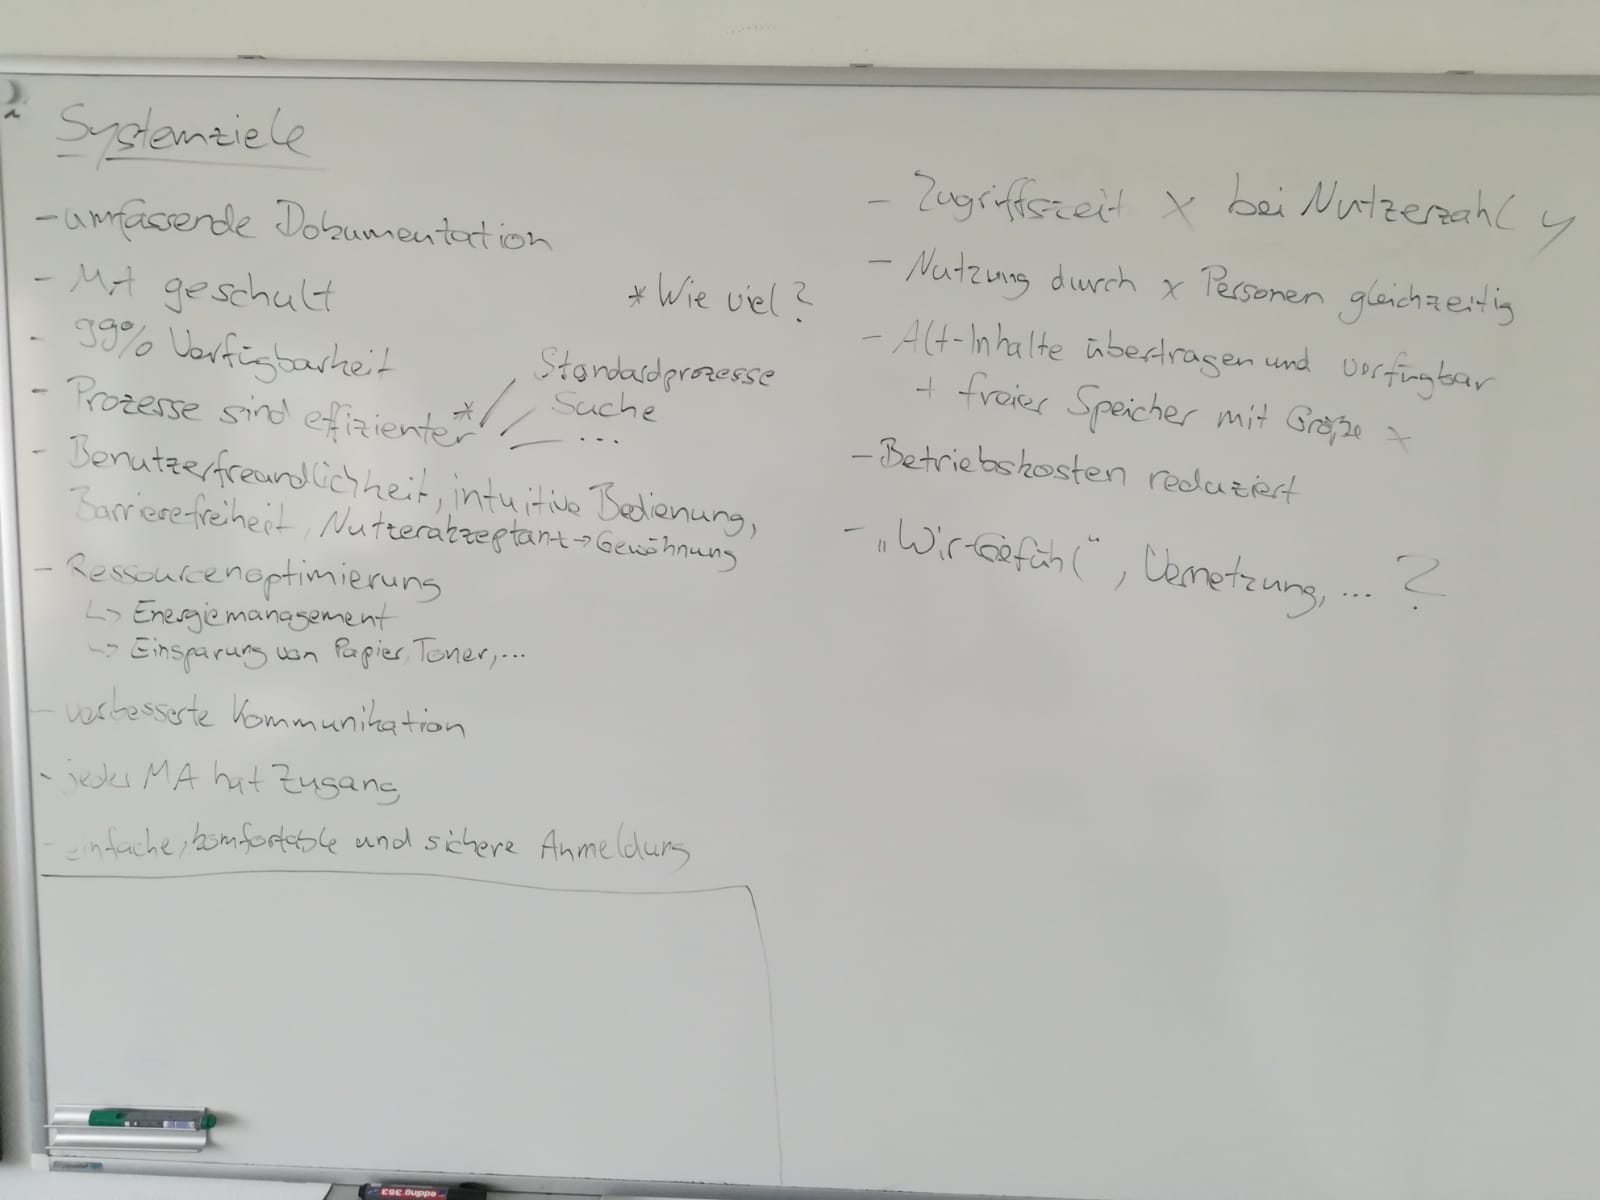 Systemziele
- umfassende Dokumentation
- MA geschult
* Wie viel?
- 99% Verfügbarkeit
- Prozesse sind effizienter *
Standardprozesse
Suche
...
- Benutzerfreundlichkeit, intuitive Bedienung,
Barrierefreiheit, Nutzerakzeptanz → Gewöhnung
- Ressourcenoptimierung
↳ Energiemanagement
↳ Einsparung von Papier, Toner, ...
- verbesserte Kommunikation
- jeder MA hat Zugang
- einfache, komfortable und sichere Anmeldung
- Zugriffszeit x bei Nutzerzahl y
- Nutzung durch x Personen gleichzeitig
- Alt-Inhalte übertragen und verfügbar
+ freier Speicher mit Größe x
- Betriebskosten reduziert
- „Wir-Gefühl“, Vernetzung, ... ?
edding 363